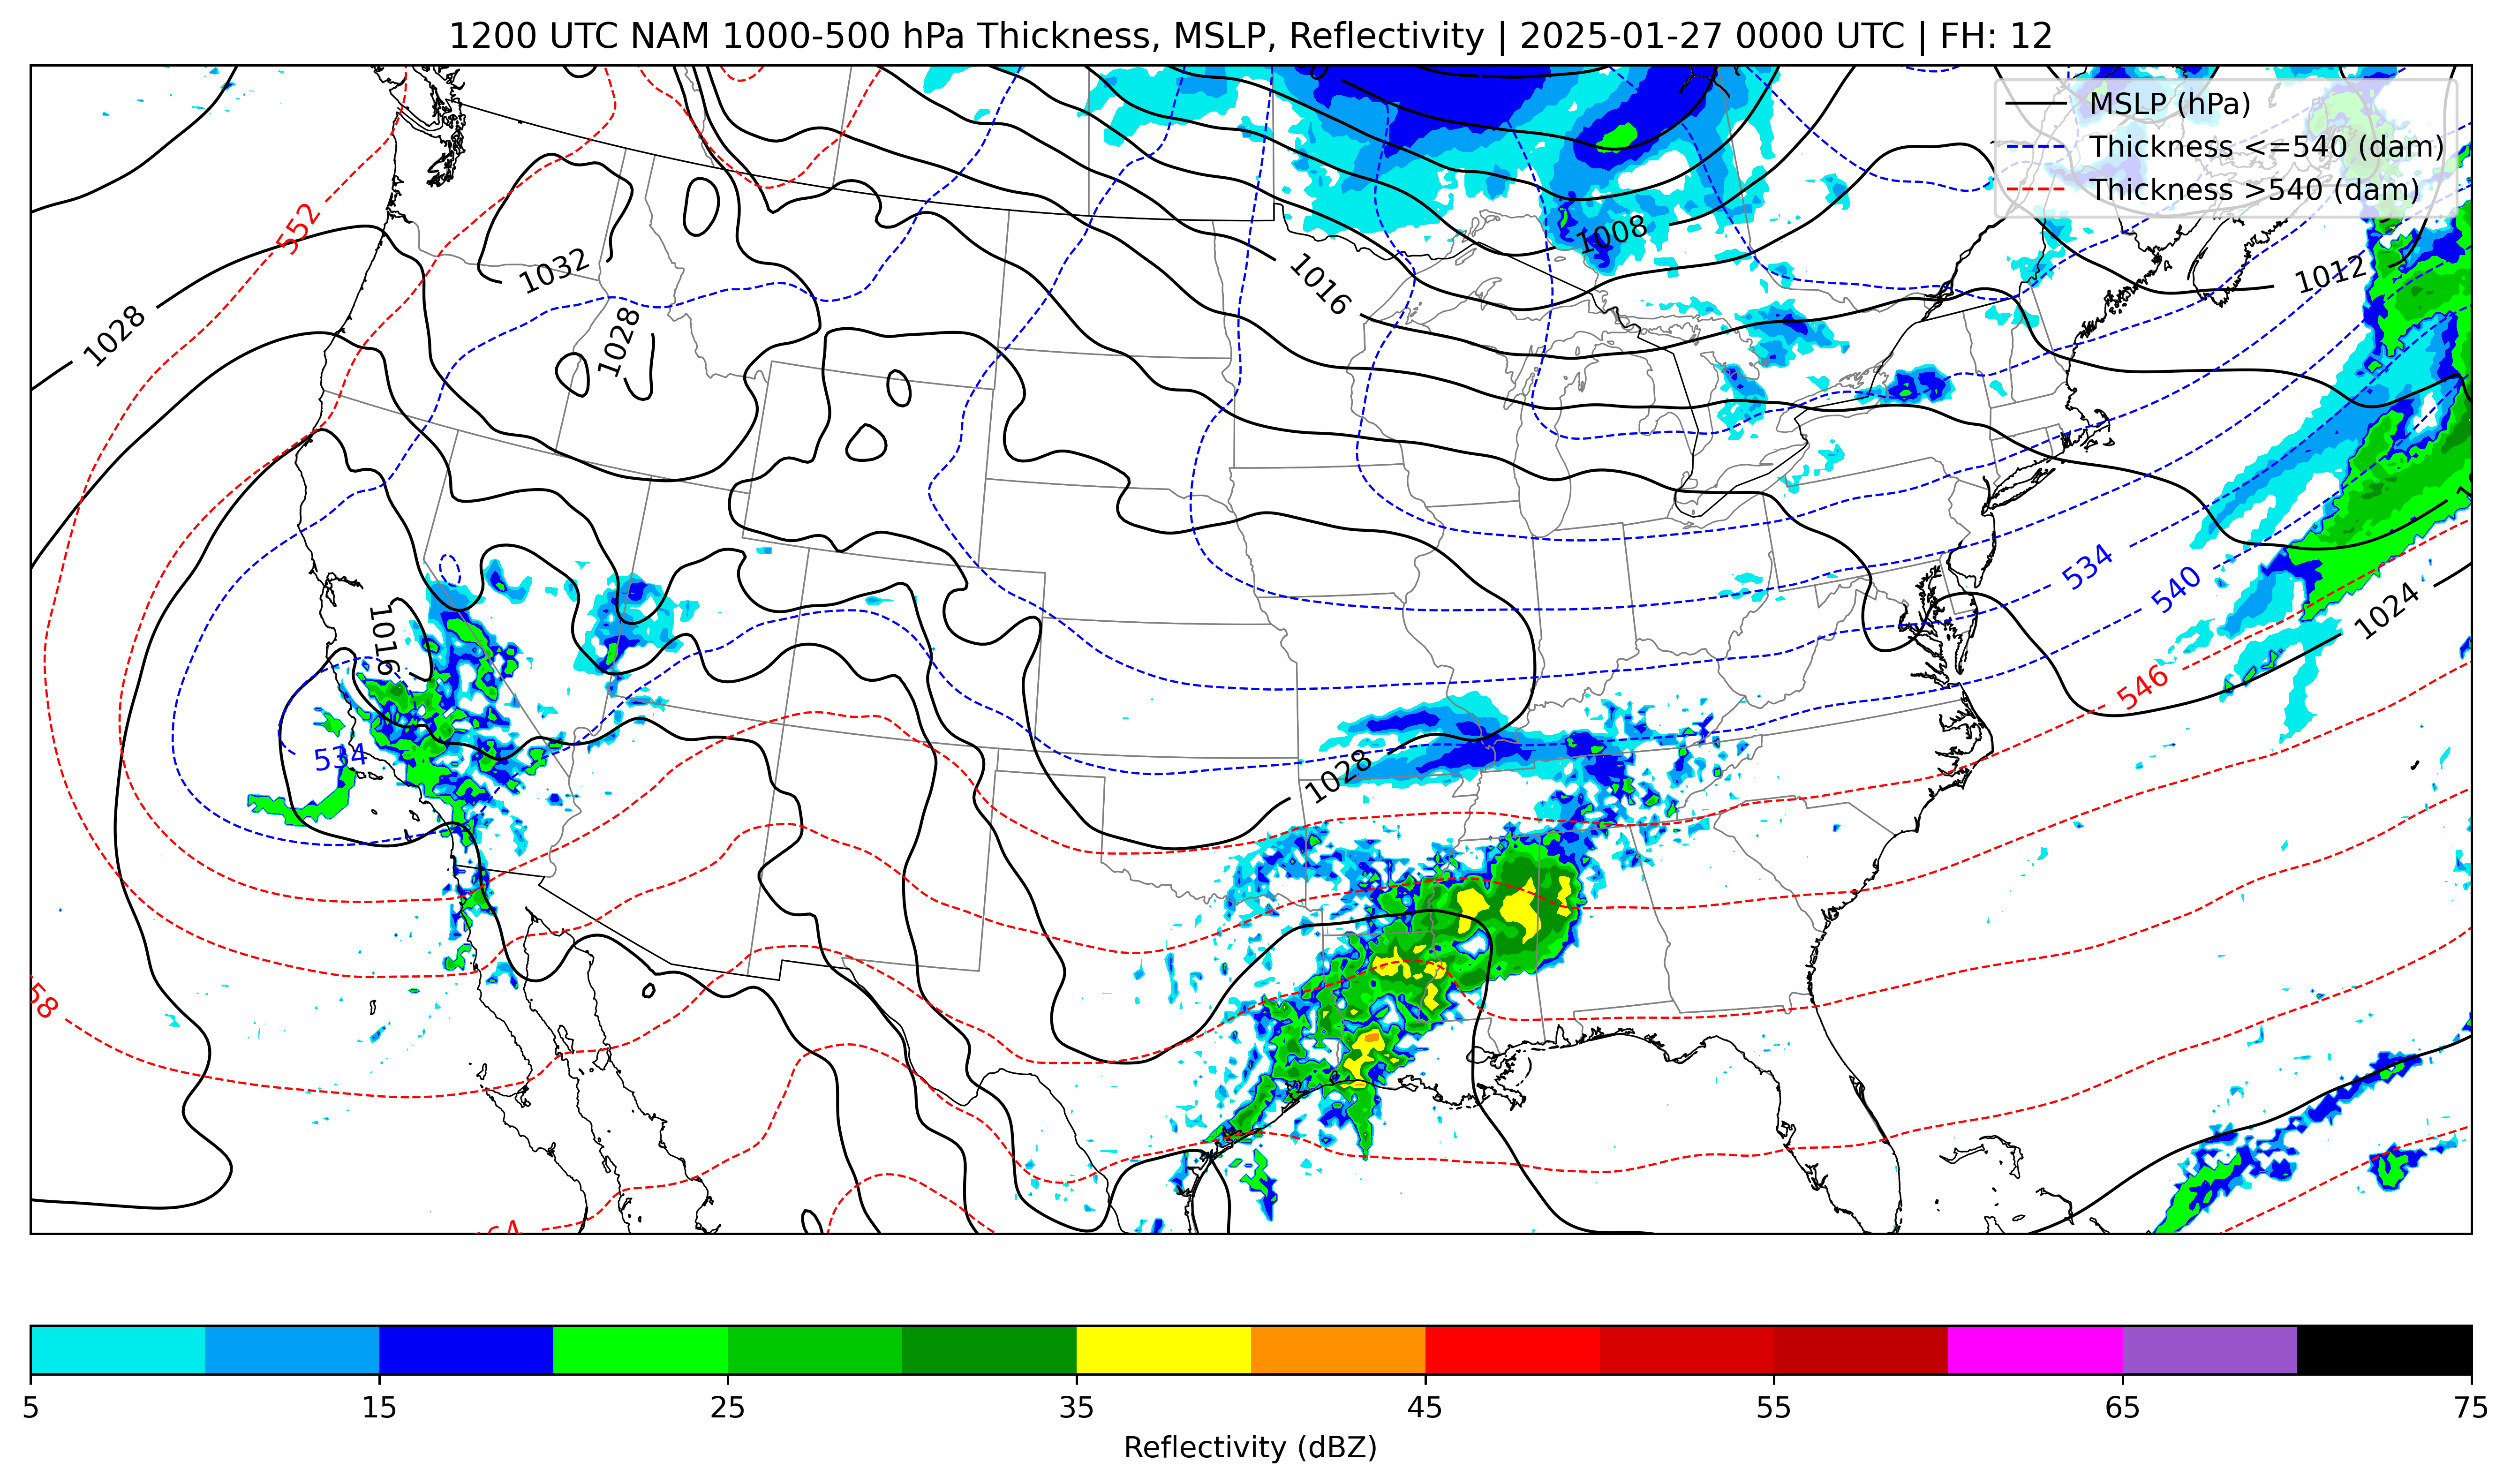 1200 UTC NAM 1000-500 hPa Thickness, MSLP, Reflectivity | 2025-01-27 0000 UTC | FH: 12
MSLP (hPa)
Thickness <=540 (dam)
Thickness >540 (dam)
552
1032
1008
1016
1012
1028
1028
534
540
1024
1016
546
534
1028
58
5 15 25 35 45 55 65 75
Reflectivity (dBZ)